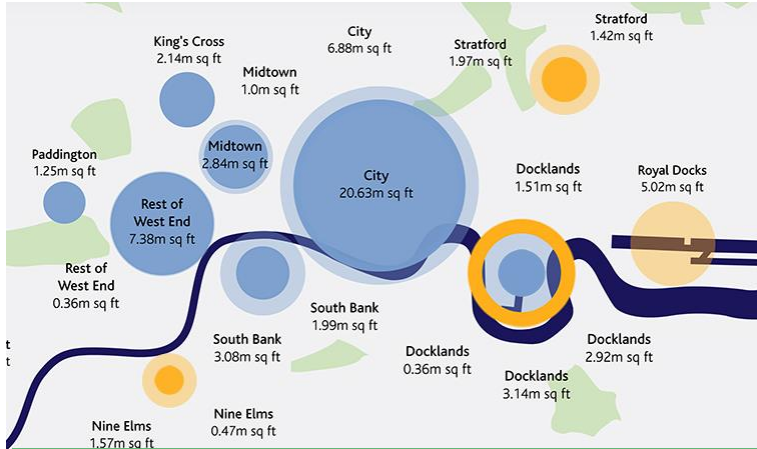 Stratford
1.42m sq ft
City
6.88m sq ft
King's Cross
2.14m sq ft
Stratford
1.97m sq ft
Midtown
1.0m sq ft
Midtown
2.84m sq ft
Paddington
1.25m sq ft
City
20.63m sq ft
Docklands
1.51m sq ft
Royal Docks
5.02m sq ft
Rest of
West End
7.38m sq ft
Rest of
West End
0.36m sq ft
South Bank
1.99m sq ft
South Bank
3.08m sq ft
Docklands
0.36m sq ft
Docklands
2.92m sq ft
Docklands
3.14m sq ft
t
t
Nine Elms
0.47m sq ft
Nine Elms
1.57m sq ft